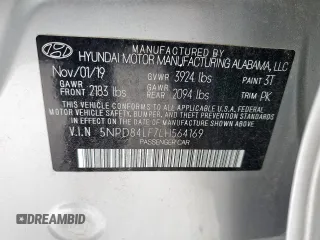 MANUFACTURED BY
HYUNDAI MOTOR MANUFACTURING ALABAMA, LLC
Nov/01/19 GVWR 3924 lbs PAINT 3T
GAWR FRONT 2183 lbs GAWR REAR 2094 lbs TRIM PK
THIS VEHICLE CONFORMS TO ALL APPLICABLE U.S. FEDERAL
MOTOR VEHICLE SAFETY, BUMPER, AND THEFT PREVENTION
STANDARDS IN EFFECT ON THE DATE OF MANUFACTURE SHOWN ABOVE.
V.I.N 5NPD84LF7LH564169
PASSENGER CAR
OTOFACTS